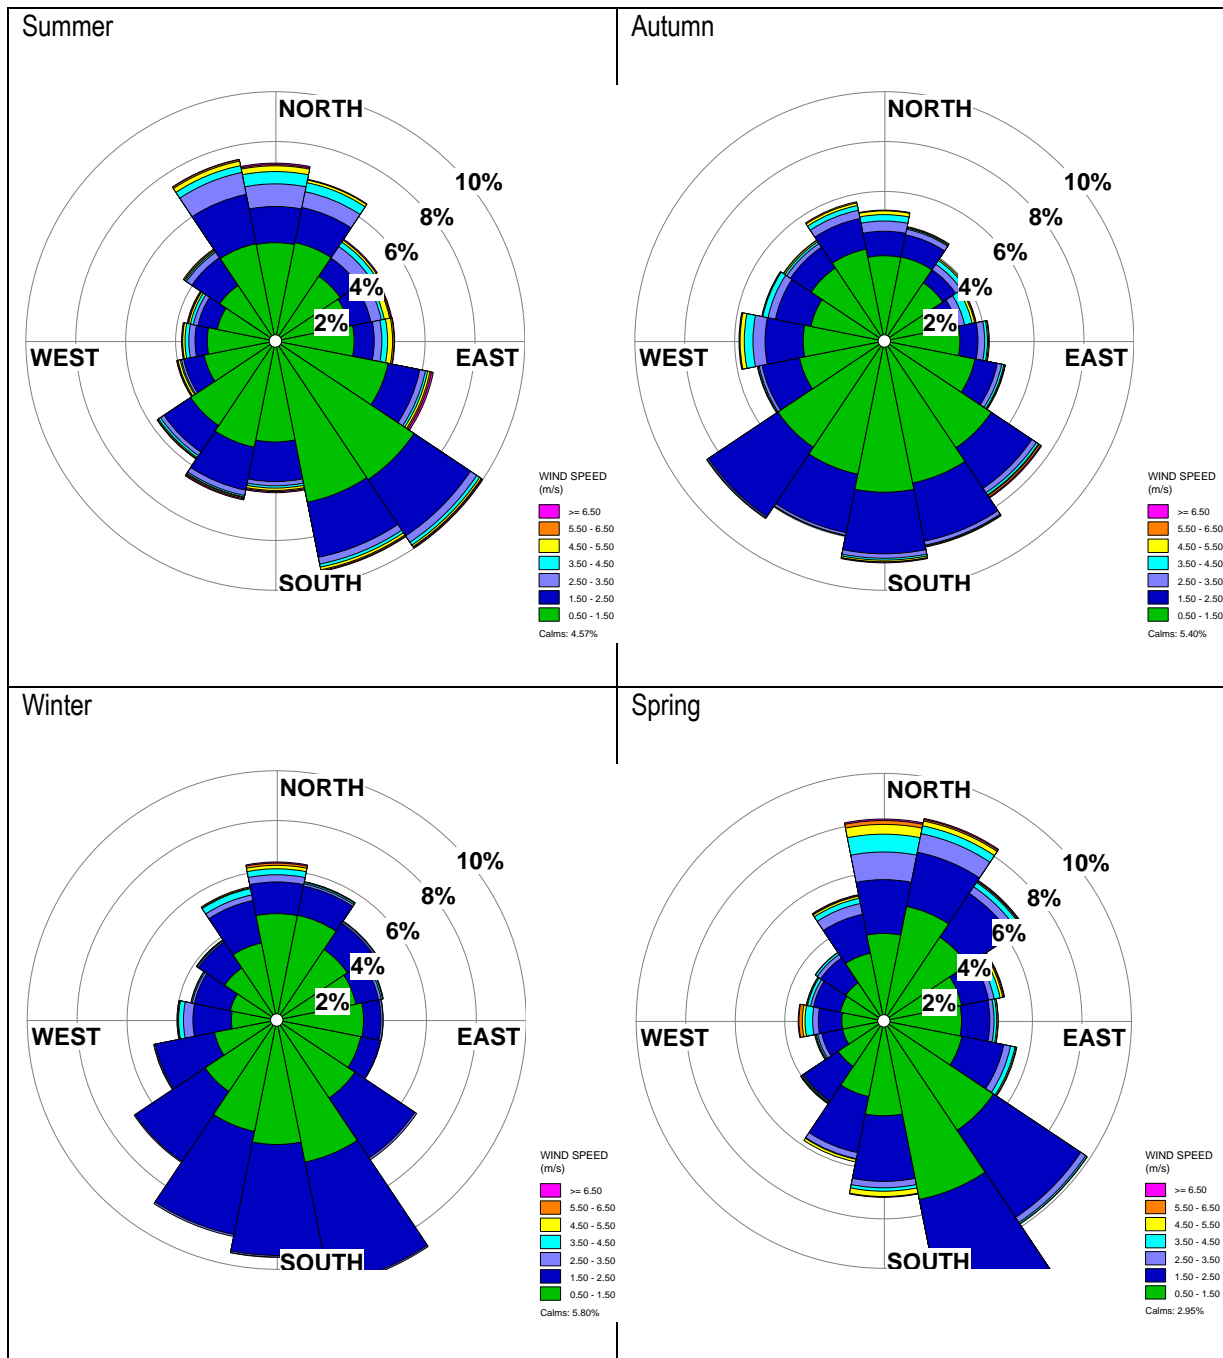 Summer
NORTH
10%
8%
6%
4%
2%
WEST
EAST
SOUTH
WIND SPEED
(m/s)
>= 6.50
5.50 - 6.50
4.50 - 5.50
3.50 - 4.50
2.50 - 3.50
1.50 - 2.50
0.50 - 1.50
Calms: 4.57%
Autumn
NORTH
10%
8%
6%
4%
2%
WEST
EAST
SOUTH
WIND SPEED
(m/s)
>= 6.50
5.50 - 6.50
4.50 - 5.50
3.50 - 4.50
2.50 - 3.50
1.50 - 2.50
0.50 - 1.50
Calms: 5.40%
Winter
NORTH
10%
8%
6%
4%
2%
WEST
EAST
SOUTH
WIND SPEED
(m/s)
>= 6.50
5.50 - 6.50
4.50 - 5.50
3.50 - 4.50
2.50 - 3.50
1.50 - 2.50
0.50 - 1.50
Calms: 5.80%
Spring
NORTH
10%
8%
6%
4%
2%
WEST
EAST
SOUTH
WIND SPEED
(m/s)
>= 6.50
5.50 - 6.50
4.50 - 5.50
3.50 - 4.50
2.50 - 3.50
1.50 - 2.50
0.50 - 1.50
Calms: 2.95%